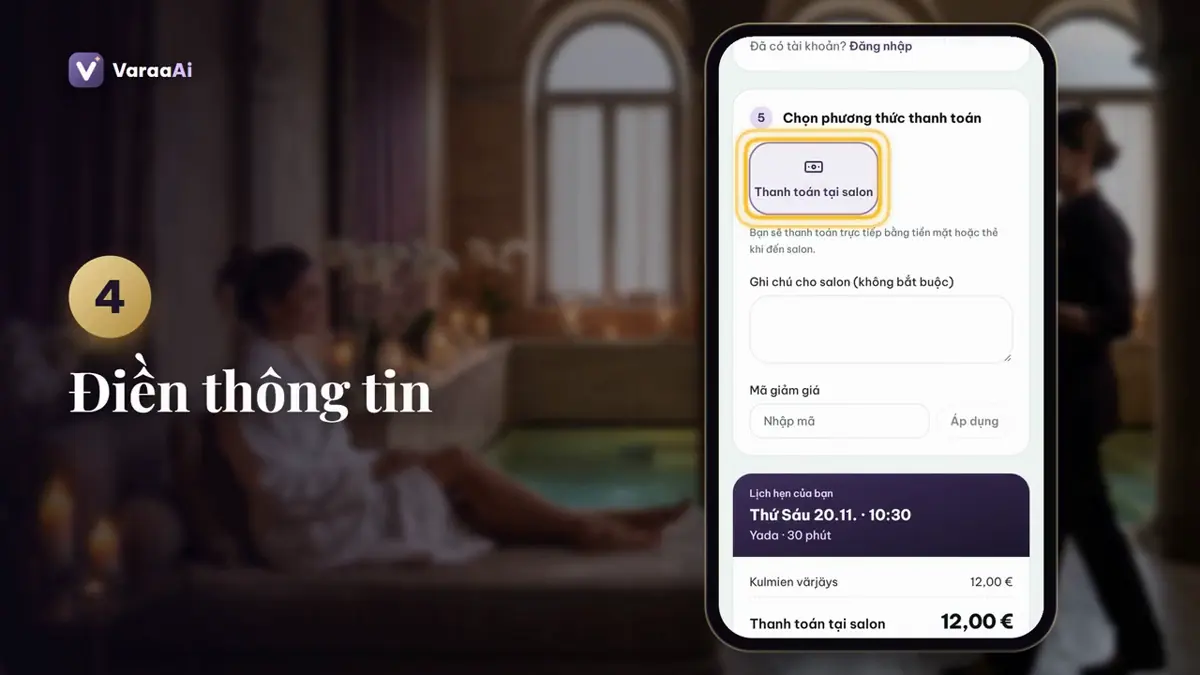 VaraaAi
4
Điền thông tin
Đã có tài khoản? Đăng nhập
5 Chọn phương thức thanh toán
Thanh toán tại salon
Bạn sẽ thanh toán trực tiếp bằng tiền mặt hoặc thẻ
khi đến salon.
Ghi chú cho salon (không bắt buộc)
Mã giảm giá
Nhập mã
Áp dụng
Lịch hẹn của bạn
Thứ Sáu 20.11. · 10:30
Yada · 30 phút
Kulmien värjäys 12,00 €
Thanh toán tại salon 12,00 €